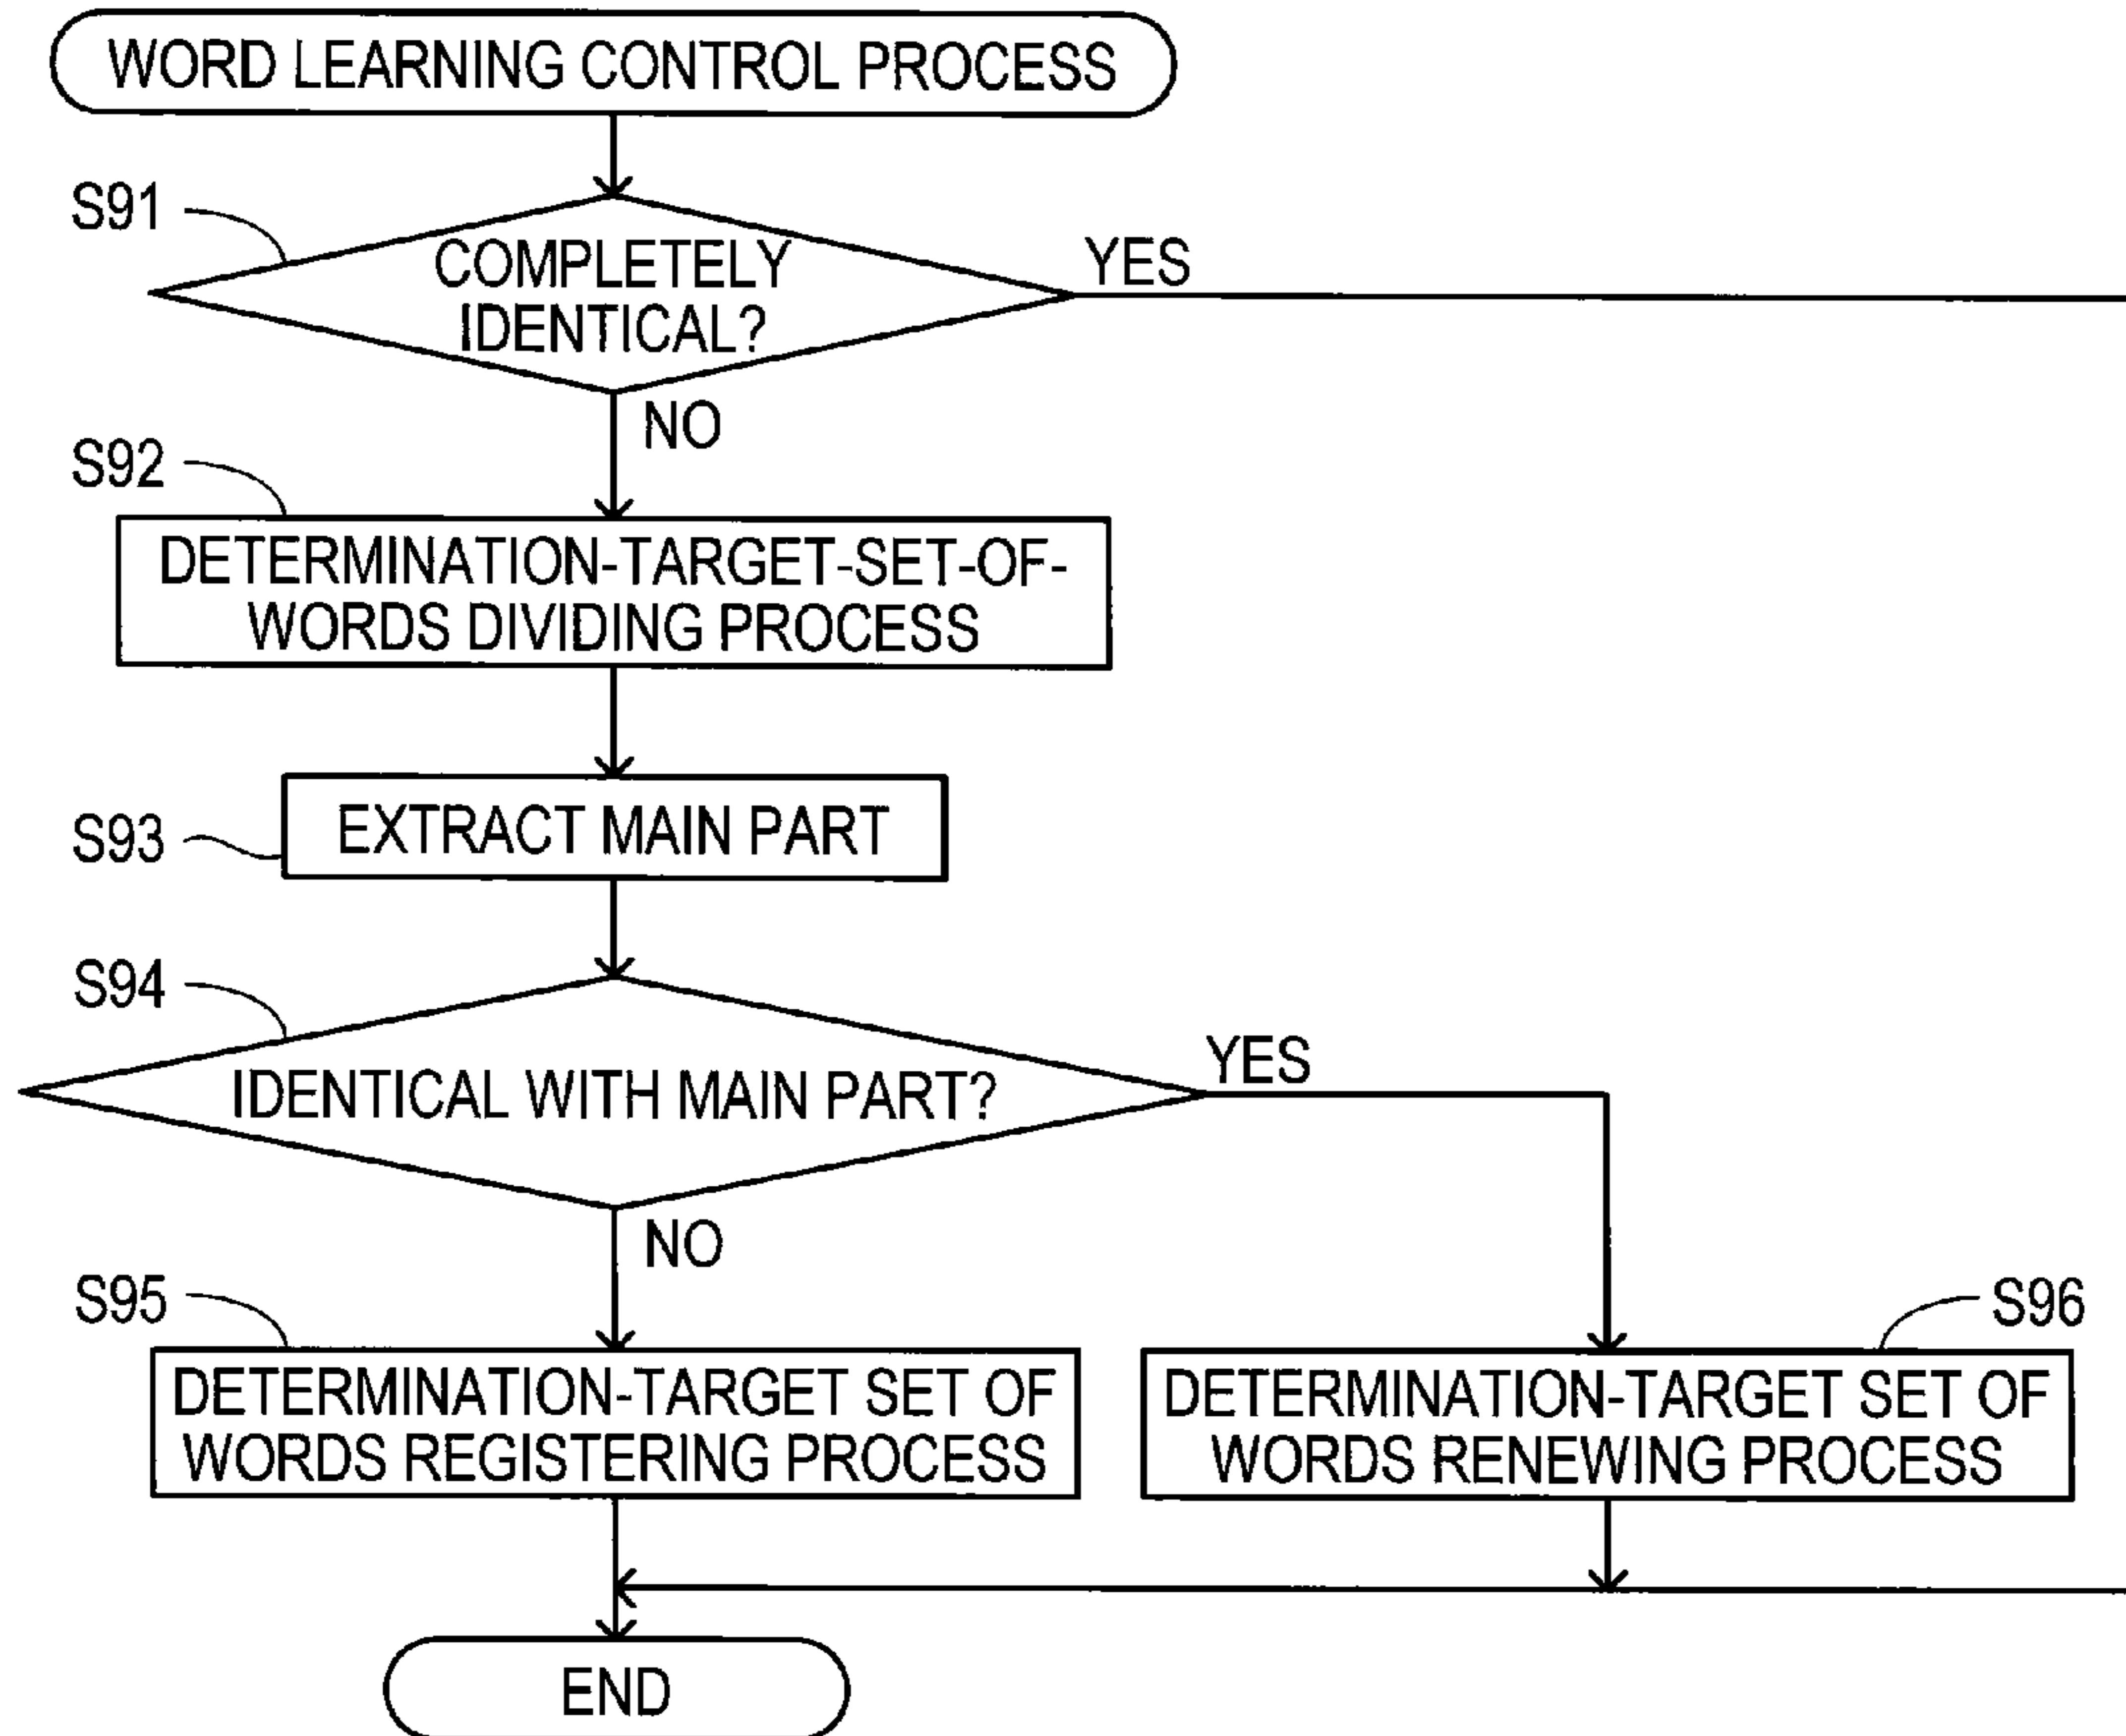 WORD LEARNING CONTROL PROCESS
S91
COMPLETELY
IDENTICAL?
YES
NO
S92
DETERMINATION-TARGET-SET-OF-
WORDS DIVIDING PROCESS
S93
EXTRACT MAIN PART
S94
IDENTICAL WITH MAIN PART?
YES
NO
S95
DETERMINATION-TARGET SET OF
WORDS REGISTERING PROCESS
S96
DETERMINATION-TARGET SET OF
WORDS RENEWING PROCESS
END